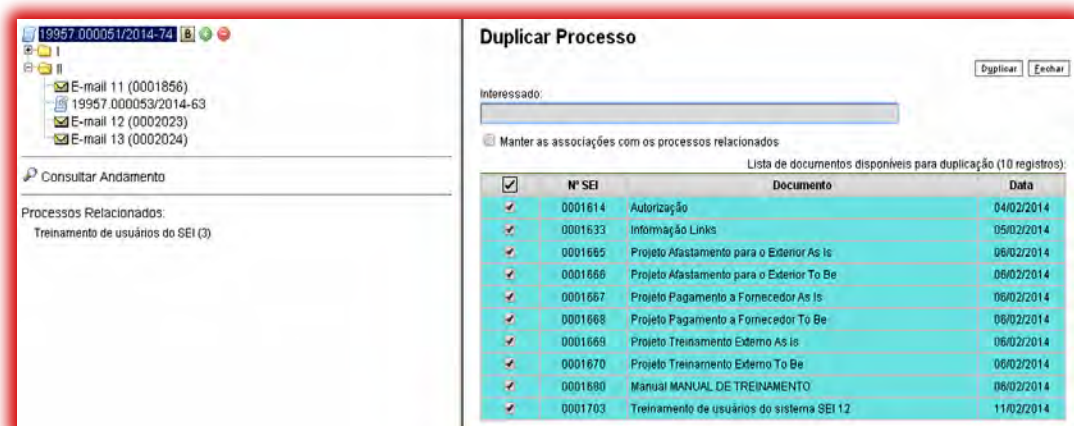 19957.000051/2014-74 B
I
II
E-mail 11 (0001856)
19957.000053/2014-63
E-mail 12 (0002023)
E-mail 13 (0002024)
Consultar Andamento
Processos Relacionados:
Treinamento de usuários do SEI (3)
Duplicar Processo
Duplicar Fechar
Interessado:
Manter as associações com os processos relacionados
Lista de documentos disponíveis para duplicação (10 registros):
Nº SEI Documento Data
0001614 Autorização 04/02/2014
0001633 Informação Links 05/02/2014
0001665 Projeto Afastamento para o Exterior As Is 06/02/2014
0001666 Projeto Afastamento para o Exterior To Be 06/02/2014
0001667 Projeto Pagamento a Fornecedor As Is 06/02/2014
0001668 Projeto Pagamento a Fornecedor To Be 06/02/2014
0001669 Projeto Treinamento Externo As is 06/02/2014
0001670 Projeto Treinamento Externo To Be 06/02/2014
0001680 Manual MANUAL DE TREINAMENTO 06/02/2014
0001703 Treinamento de usuários do sistema SEI 12 11/02/2014